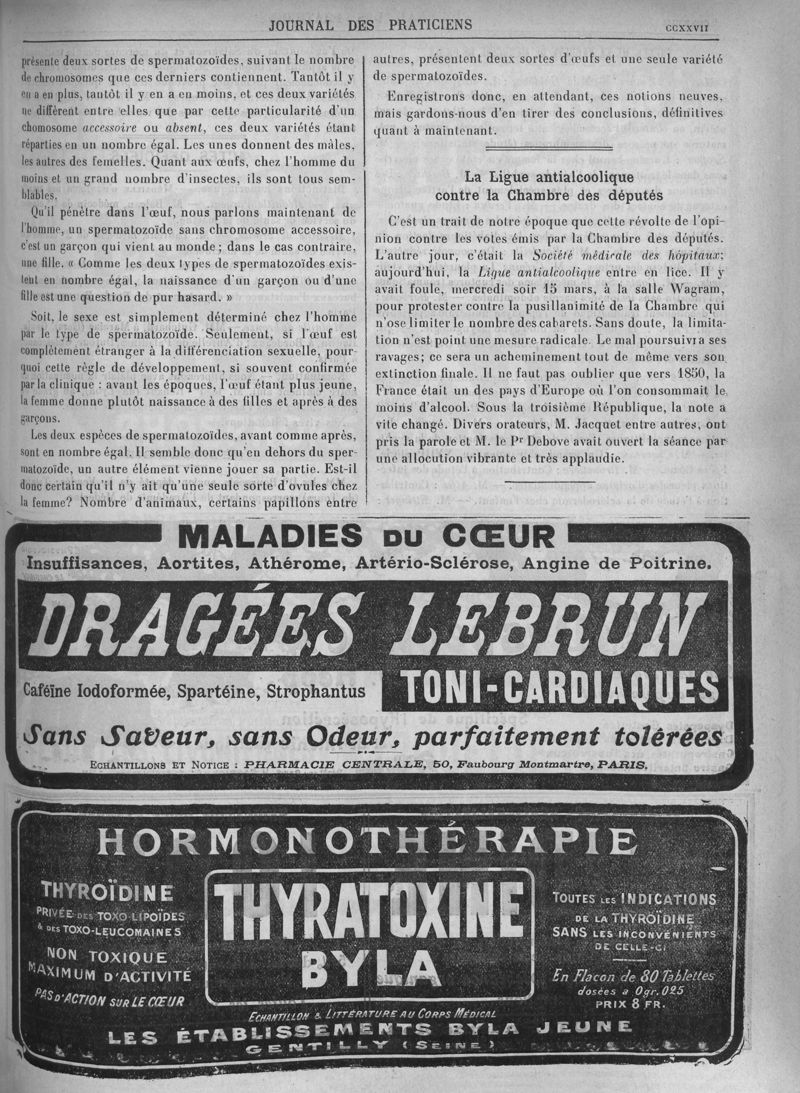 JOURNAL DES PRATICIENS
CCXXVII
présente deux sortes de spermatozoïdes, suivant le nombre
de chromosomes que ces derniers contiennent. Tantôt il y
en a en plus, tantôt il y en a en moins, et ces deux variétés
ne diffèrent entre elles que par cette particularité d'un
chomosome accessoire ou absent, ces deux variétés étant
réparties en un nombre égal. Les unes donnent des mâles,
les autres des femelles. Quant aux œufs, chez l'homme du
moins et un grand nombre d'insectes, ils sont tous sem-
blables.
Qu'il pénètre dans l'œuf, nous parlons maintenant de
l'homme, un spermatozoïde sans chromosome accessoire,
c'est un garçon qui vient au monde ; dans le cas contraire,
une fille. « Comme les deux types de spermatozoïdes exis-
tent en nombre égal, la naissance d'un garçon ou d'une
fille est une question de pur hasard. »
Soit, le sexe est simplement déterminé chez l'homme
par le type de spermatozoïde. Seulement, si l'œuf est
complètement étranger à la différenciation sexuelle, pour-
quoi cette règle de développement, si souvent confirmée
par la clinique : avant les époques, l'œuf étant plus jeune,
la femme donne plutôt naissance à des filles et après à des
garçons.
Les deux espèces de spermatozoïdes, avant comme après,
sont en nombre égal. Il semble donc qu'en dehors du sper-
matozoïde, un autre élément vienne jouer sa partie. Est-il
donc certain qu'il n'y ait qu'une seule sorte d'ovules chez
la femme? Nombre d'animaux, certains papillons entre
autres, présentent deux sortes d'œufs et une seule variété
de spermatozoïdes.
Enregistrons donc, en attendant, ces notions neuves,
mais gardons-nous d'en tirer des conclusions, définitives
quant à maintenant.
La Ligue antialcoolique
contre la Chambre des députés
C'est un trait de notre époque que cette révolte de l'opi-
nion contre les votes émis par la Chambre des députés.
L'autre jour, c'était la Société médicale des hôpitaux;
aujourd'hui, la Ligue antialcoolique entre en lice. Il y
avait foule, mercredi soir 15 mars, à la salle Wagram,
pour protester contre la pusillanimité de la Chambre qui
n'ose limiter le nombre des cabarets. Sans doute, la limita-
tion n'est point une mesure radicale. Le mal poursuivra ses
ravages; ce sera un acheminement tout de même vers son
extinction finale. Il ne faut pas oublier que vers 1850, la
France était un des pays d'Europe où l'on consommait le
moins d'alcool. Sous la troisième République, la note a
vite changé. Divers orateurs, M. Jacquet entre autres, ont
pris la parole et M. le Pr Debove avait ouvert la séance par
une allocution vibrante et très applaudie.
MALADIES DU CŒUR
Insuffisances, Aortites, Athérome, Artério-Sclérose, Angine de Poitrine.
DRAGÉES LEBRUN
Caféine Iodoformée, Spartéine, Strophantus
TONI-CARDIAQUES
Sans Saveur, sans Odeur, parfaitement tolérées
ECHANTILLONS ET NOTICE : PHARMACIE CENTRALE, 50, Faubourg Montmartre, PARIS.
HORMONOTHÉRAPIE
THYROÏDINE
PRIVÉE DES TOXO-LIPOÏDES
& DES TOXO-LEUCOMAINES
NON TOXIQUE
MAXIMUM D'ACTIVITÉ
PAS D'ACTION SUR LE CŒUR
THYRATOXINE
BYLA
TOUTES LES INDICATIONS
DE LA THYROÏDINE
SANS LES INCONVÉNIENTS
DE CELLE-CI
En Flacon de 80 Tablettes
dosées à 0gr. 025
PRIX 8 FR.
ECHANTILLON & LITTÉRATURE AU CORPS MÉDICAL
LES ÉTABLISSEMENTS BYLA JEUNE
GENTILLY (SEINE)